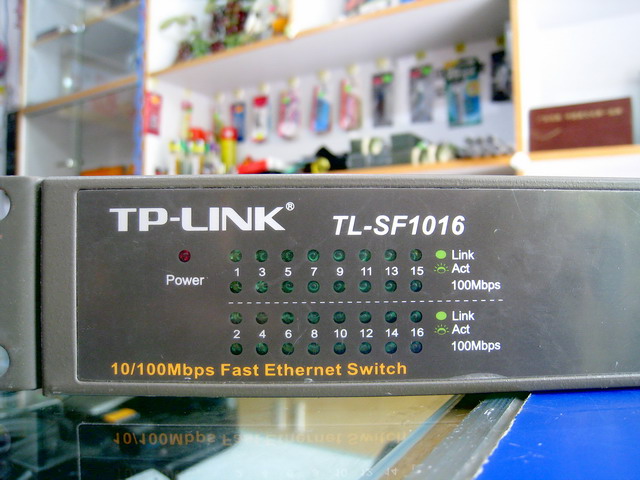 TP-LINK® TL-SF1016
Power
1 3 5 7 9 11 13 15
Link
Act
100Mbps
2 4 6 8 10 12 14 16
Link
Act
100Mbps
10/100Mbps Fast Ethernet Switch